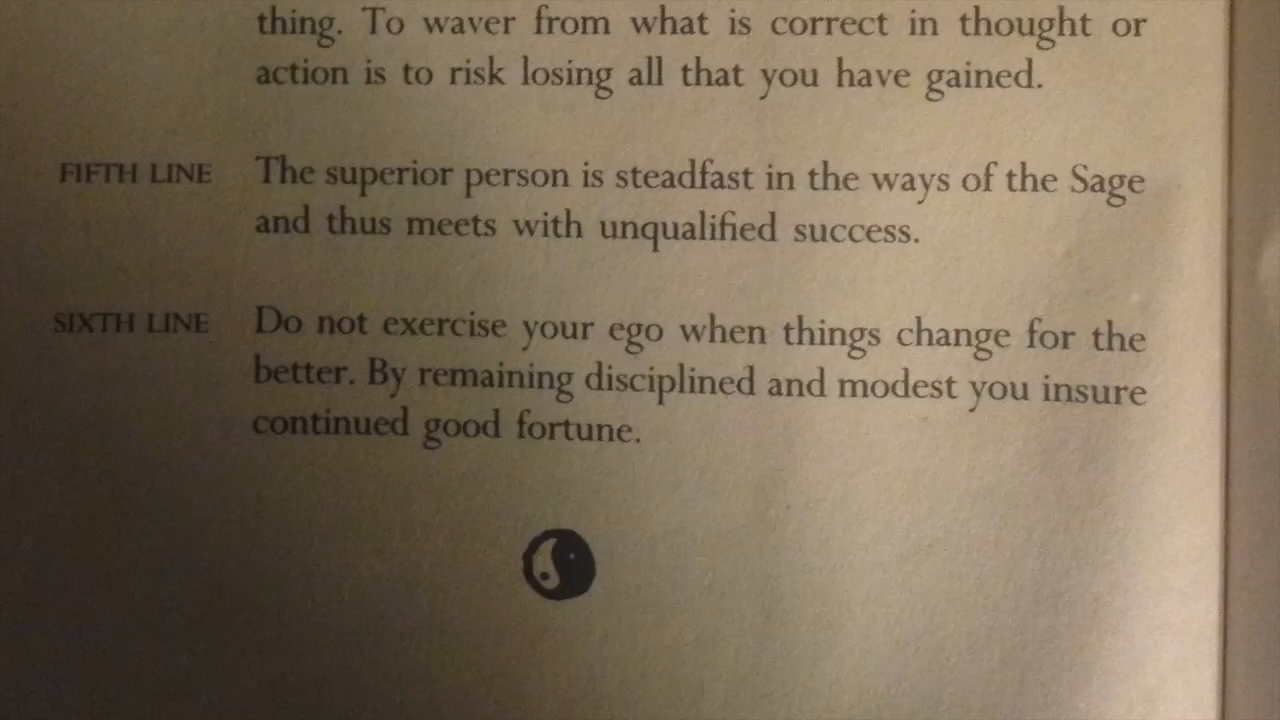 thing. To waver from what is correct in thought or
action is to risk losing all that you have gained.
FIFTH LINE The superior person is steadfast in the ways of the Sage
and thus meets with unqualified success.
SIXTH LINE Do not exercise your ego when things change for the
better. By remaining disciplined and modest you insure
continued good fortune.